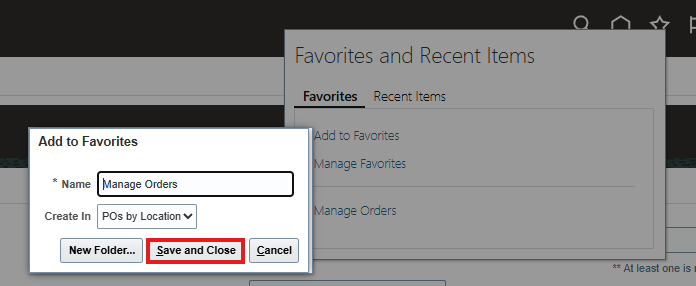 Favorites and Recent Items
Favorites Recent Items
Add to Favorites
Manage Favorites
Manage Orders
Add to Favorites
* Name Manage Orders
Create In POs by Location
New Folder... Save and Close Cancel
** At least one is